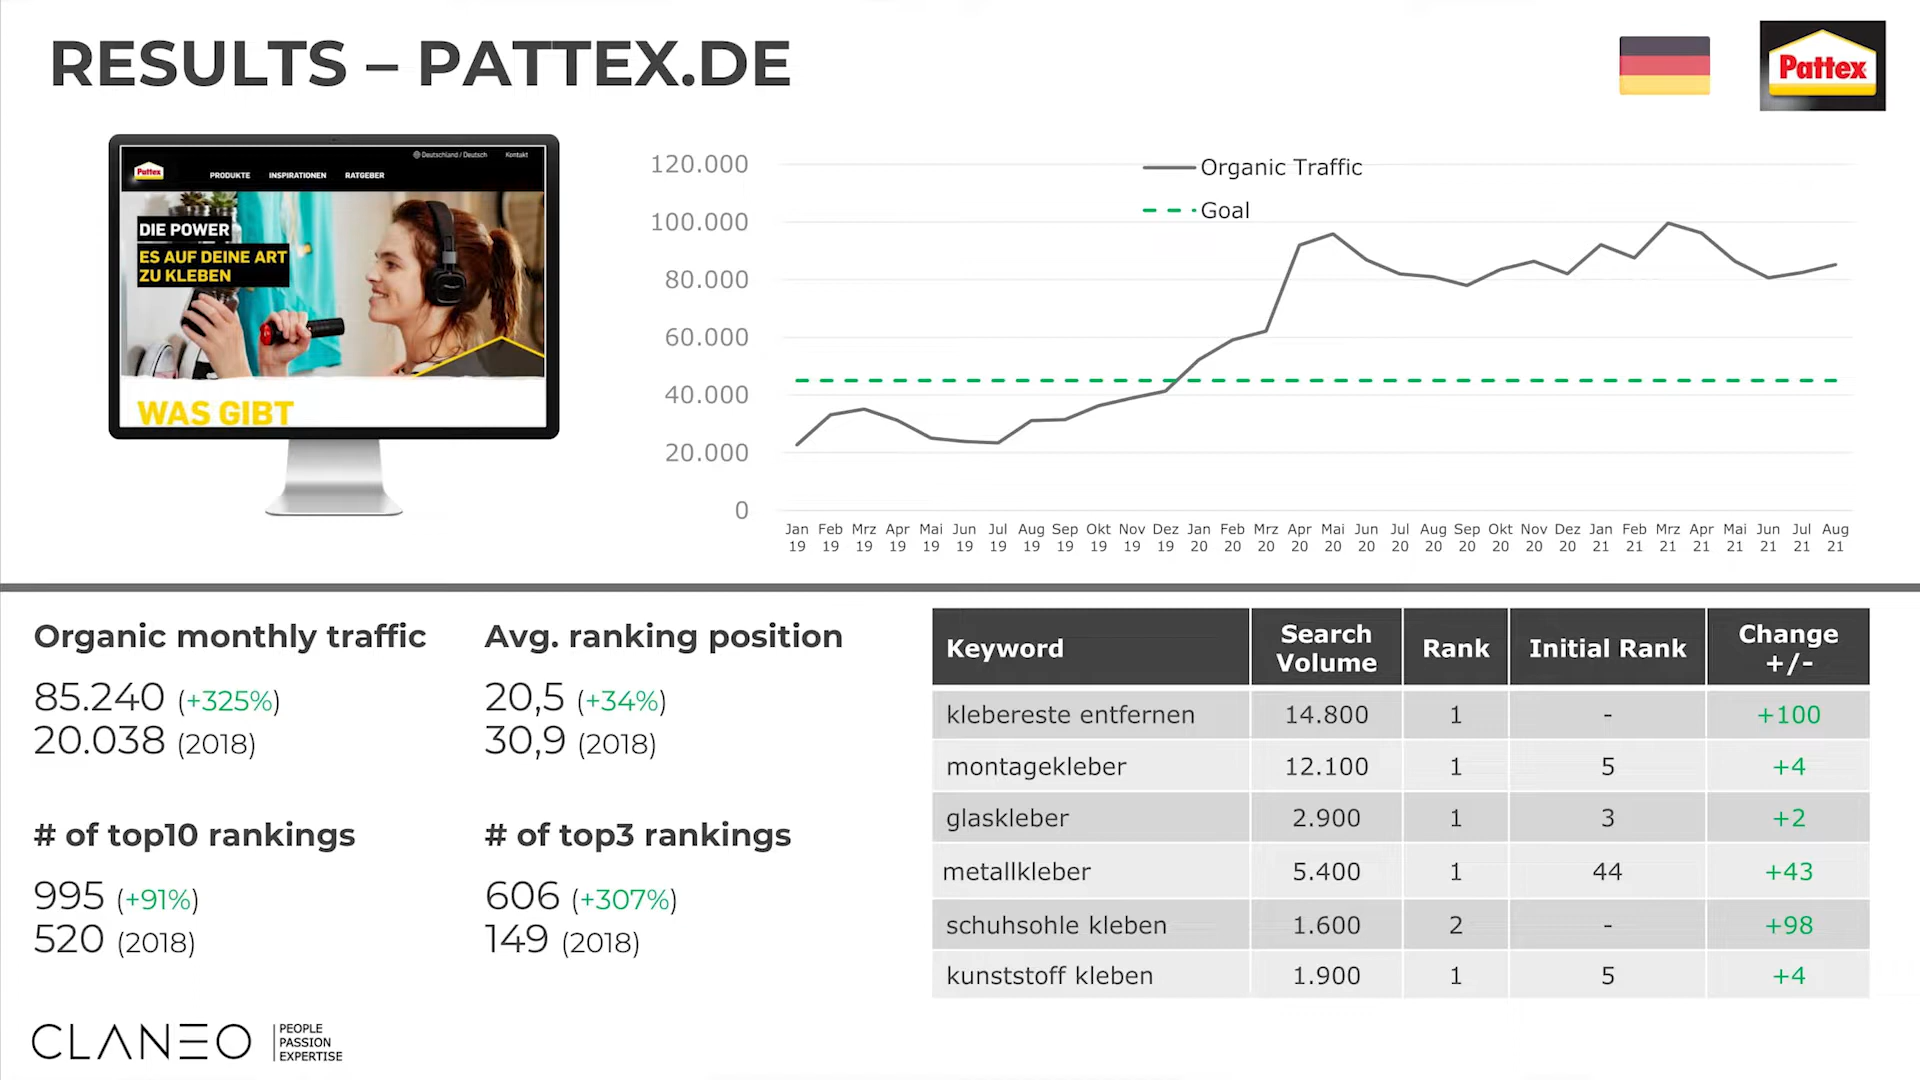 RESULTS – PATTEX.DE
Pattex
Deutschland / Deutsch Kontakt
Pattex
PRODUKTE INSPIRATIONEN RATGEBER
DIE POWER
ES AUF DEINE ART
ZU KLEBEN
WAS GIBT
Organic Traffic
Goal
120.000
100.000
80.000
60.000
40.000
20.000
0
Jan Feb Mrz Apr Mai Jun Jul Aug Sep Okt Nov Dez Jan Feb Mrz Apr Mai Jun Jul Aug Sep Okt Nov Dez Jan Feb Mrz Apr Mai Jun Jul Aug
19 19 19 19 19 19 19 19 19 19 19 19 20 20 20 20 20 20 20 20 20 20 20 20 21 21 21 21 21 21 21 21
Organic monthly traffic
85.240 (+325%)
20.038 (2018)
Avg. ranking position
20,5 (+34%)
30,9 (2018)
# of top10 rankings
995 (+91%)
520 (2018)
# of top3 rankings
606 (+307%)
149 (2018)
Keyword Search Volume Rank Initial Rank Change +/-
klebereste entfernen 14.800 1 - +100
montagekleber 12.100 1 5 +4
glaskleber 2.900 1 3 +2
metallkleber 5.400 1 44 +43
schuhsohle kleben 1.600 2 - +98
kunststoff kleben 1.900 1 5 +4
CLANEO
PEOPLE
PASSION
EXPERTISE